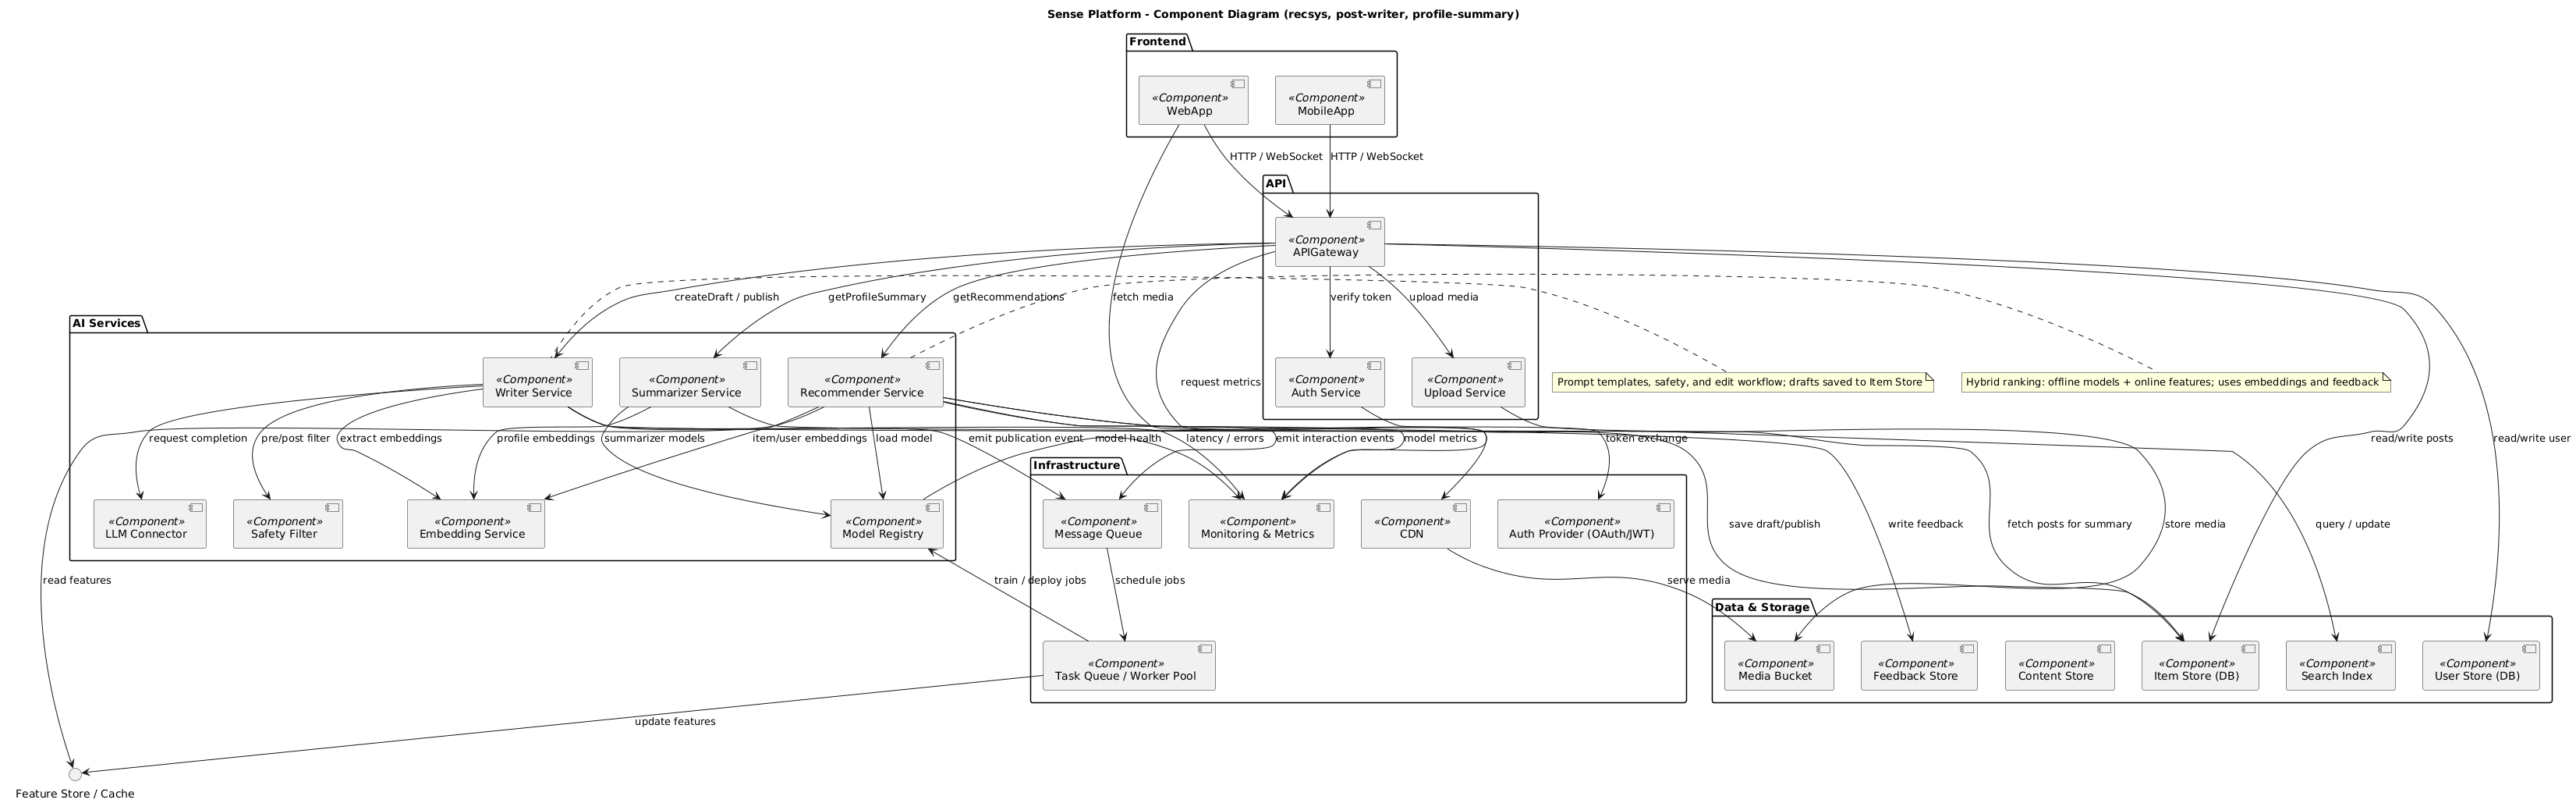 Sense Platform - Component Diagram (recsys, post-writer, profile-summary)
Frontend
«Component»
WebApp
«Component»
MobileApp
HTTP / WebSocket
HTTP / WebSocket
API
«Component»
APIGateway
createDraft / publish
getProfileSummary
getRecommendations
fetch media
verify token
upload media
AI Services
«Component»
Writer Service
«Component»
Summarizer Service
«Component»
Recommender Service
request metrics
«Component»
Auth Service
«Component»
Upload Service
Prompt templates, safety, and edit workflow; drafts saved to Item Store
Hybrid ranking: offline models + online features; uses embeddings and feedback
request completion
pre/post filter
extract embeddings
profile embeddings
summarizer models
item/user embeddings
load model
emit publication event
model health
latency / errors
emit interaction events
model metrics
token exchange
read/write posts
read/write user
Infrastructure
«Component»
LLM Connector
«Component»
Safety Filter
«Component»
Embedding Service
«Component»
Model Registry
«Component»
Message Queue
«Component»
Monitoring & Metrics
«Component»
CDN
«Component»
Auth Provider (OAuth/JWT)
save draft/publish
write feedback
fetch posts for summary
store media
query / update
read features
train / deploy jobs
schedule jobs
serve media
Data & Storage
«Component»
Task Queue / Worker Pool
«Component»
Media Bucket
«Component»
Feedback Store
«Component»
Content Store
«Component»
Item Store (DB)
«Component»
Search Index
«Component»
User Store (DB)
update features
Feature Store / Cache